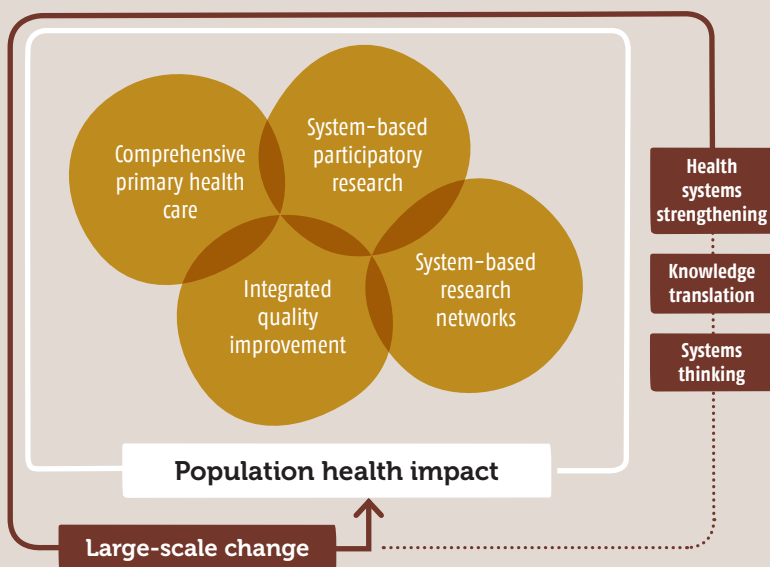 Comprehensive
primary health
care
System-based
participatory
research
Integrated
quality
improvement
System-based
research
networks
Health
systems
strengthening
Knowledge
translation
Systems
thinking
Population health impact
Large-scale change